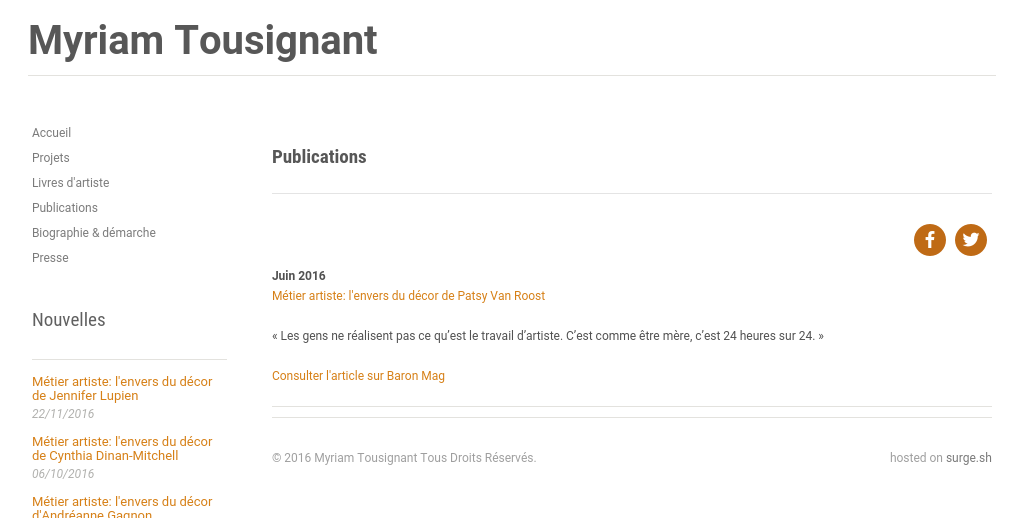 Myriam Tousignant
Accueil
Projets
Livres d'artiste
Publications
Biographie & démarche
Presse
Nouvelles
Métier artiste: l'envers du décor
de Jennifer Lupien
22/11/2016
Métier artiste: l'envers du décor
de Cynthia Dinan-Mitchell
06/10/2016
Métier artiste: l'envers du décor
d'Andréanne Gagnon
Publications
Juin 2016
Métier artiste: l'envers du décor de Patsy Van Roost
« Les gens ne réalisent pas ce qu’est le travail d’artiste. C’est comme être mère, c’est 24 heures sur 24. »
Consulter l'article sur Baron Mag
© 2016 Myriam Tousignant Tous Droits Réservés.
hosted on surge.sh